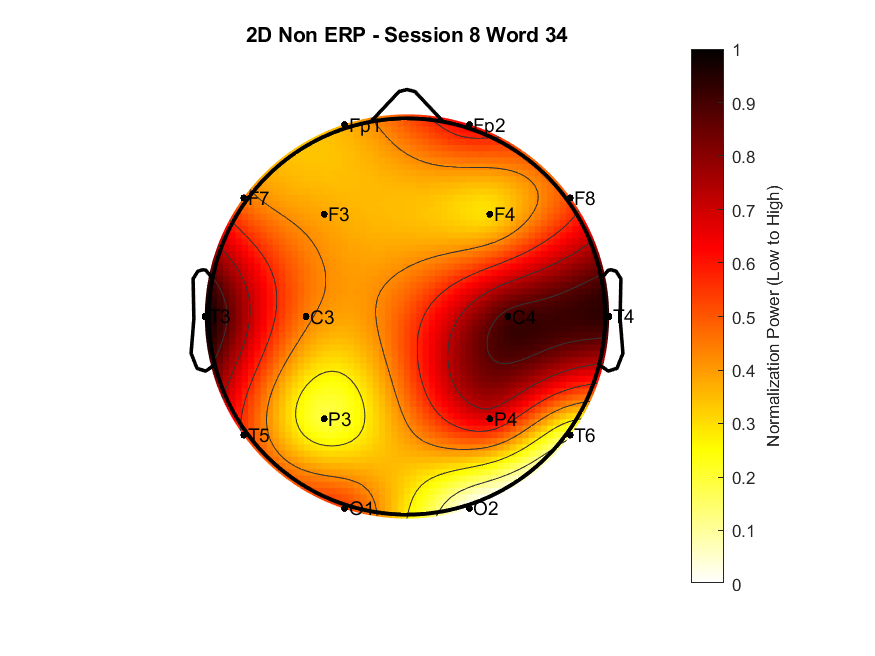 2D Non ERP - Session 8 Word 34
Fp1 Fp2
F7 F3 F4 F8
T3 C3 C4 T4
P3 P4
T5 T6
O1 O2
1
0.9
0.8
0.7
0.6
0.5
0.4
0.3
0.2
0.1
0
Normalization Power (Low to High)